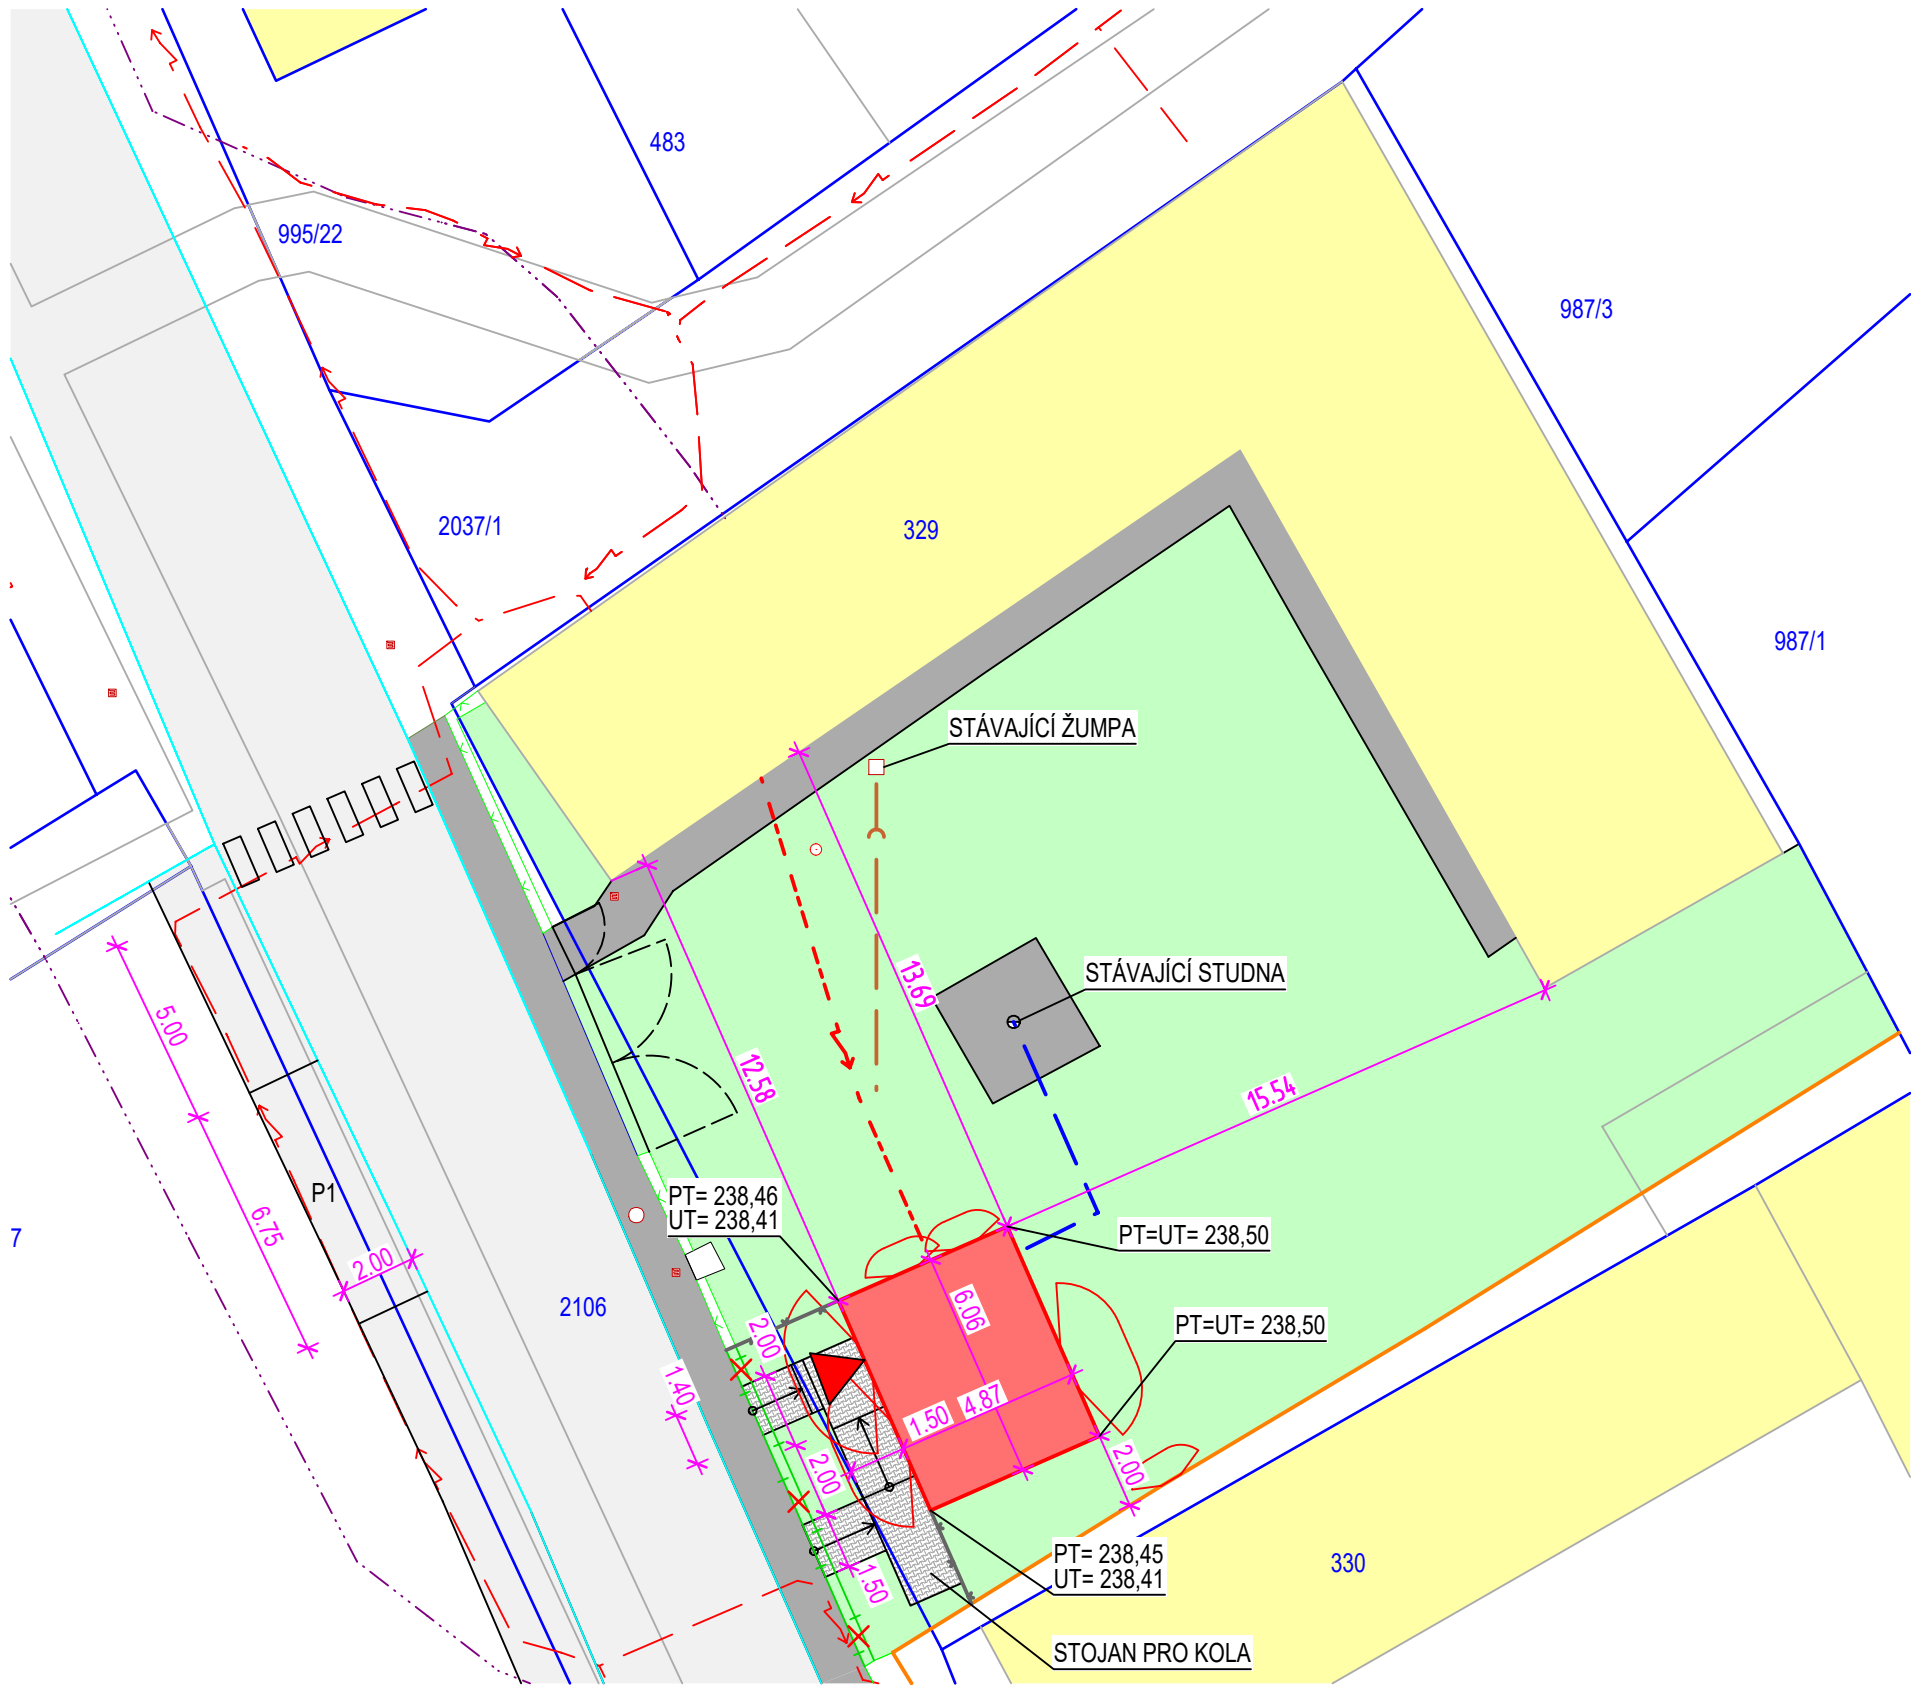 483
995/22
987/3
2037/1
329
987/1
STÁVAJÍCÍ ŽUMPA
STÁVAJÍCÍ STUDNA
13.69
5.00
12.58
15.54
P1
6.75
PT= 238,46
UT= 238,41
7
2.00
PT=UT= 238,50
2106
6.06
2.00
PT=UT= 238,50
1.40
1.50
4.87
2.00
2.00
1.50
PT= 238,45
UT= 238,41
330
STOJAN PRO KOLA